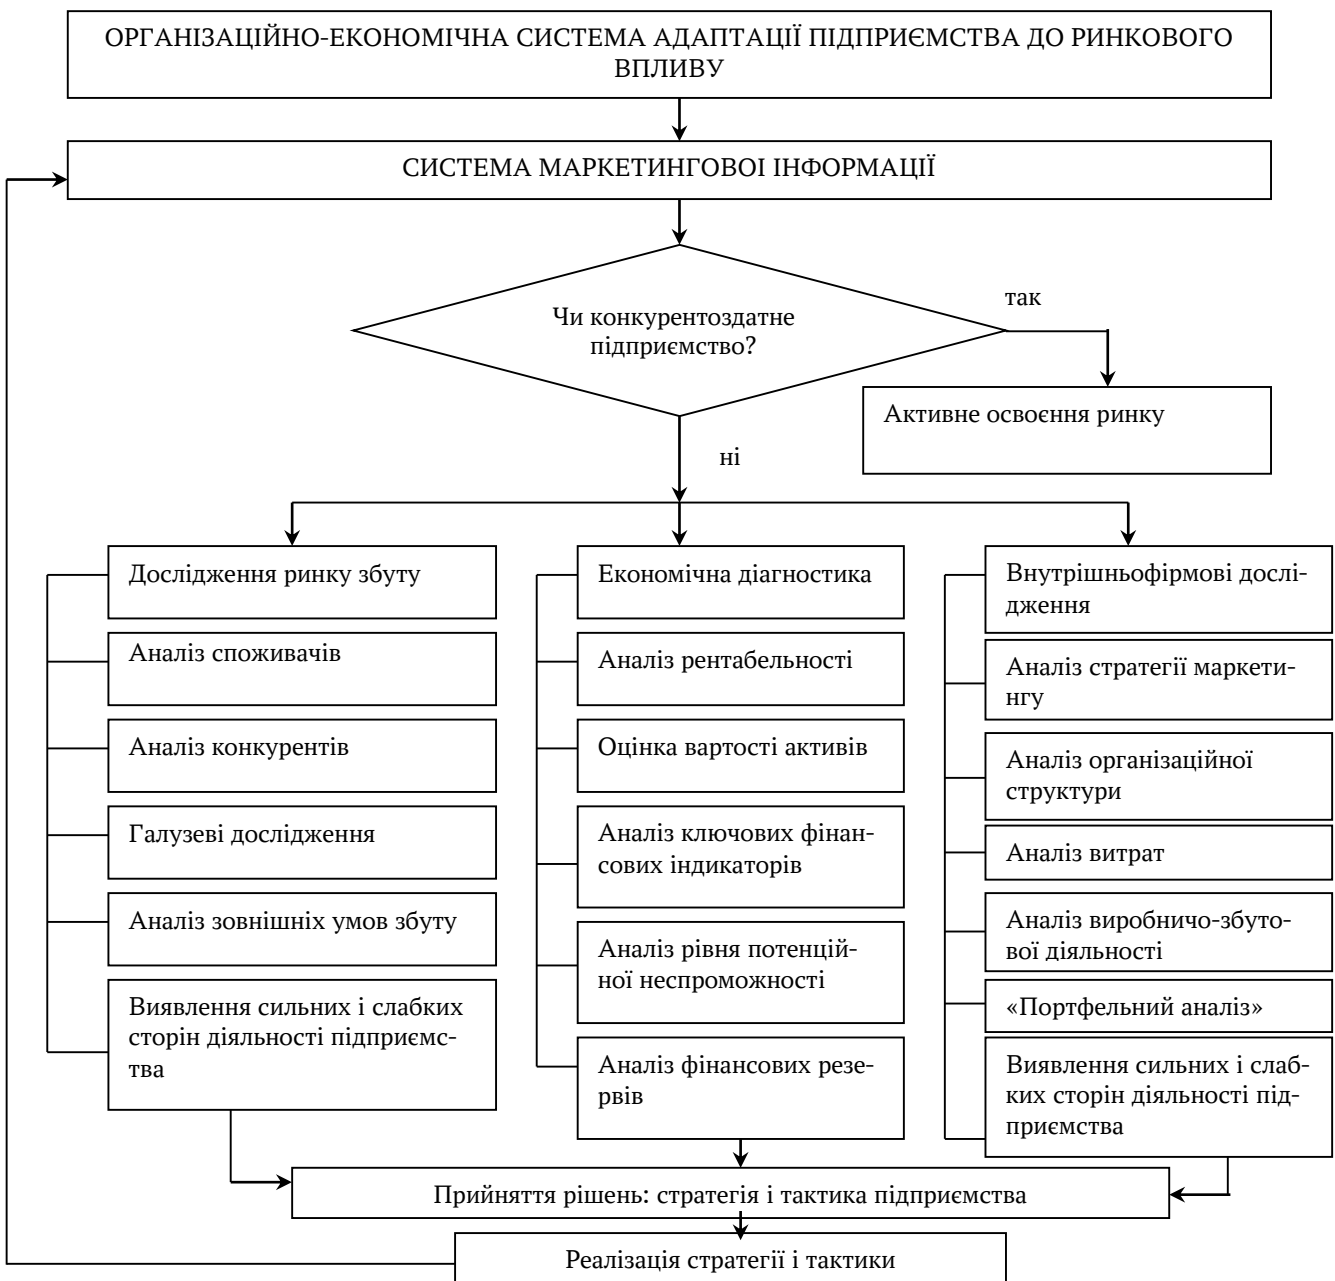 ОРГАНІЗАЦІЙНО-ЕКОНОМІЧНА СИСТЕМА АДАПТАЦІЇ ПІДПРИЄМСТВА ДО РИНКОВОГО
ВПЛИВУ
СИСТЕМА МАРКЕТИНГОВОІ ІНФОРМАЦІЇ
Чи конкурентоздатне
підприємство?
так
Активне освоєння ринку
ні
Дослідження ринку збуту
Аналіз споживачів
Аналіз конкурентів
Галузеві дослідження
Аналіз зовнішніх умов збуту
Виявлення сильних і слабких
сторін діяльності підприємс-
тва
Економічна діагностика
Аналіз рентабельності
Оцінка вартості активів
Аналіз ключових фінан-
сових індикаторів
Аналіз рівня потенцій-
ної неспроможності
Аналіз фінансових резе-
рвів
Внутрішньофірмові дослі-
дження
Аналіз стратегії маркети-
нгу
Аналіз організаційної
структури
Аналіз витрат
Аналіз виробничо-збуто-
вої діяльності
«Портфельний аналіз»
Виявлення сильних і слаб-
ких сторін діяльності під-
приємства
Прийняття рішень: стратегія і тактика підприємства
Реалізація стратегії і тактики